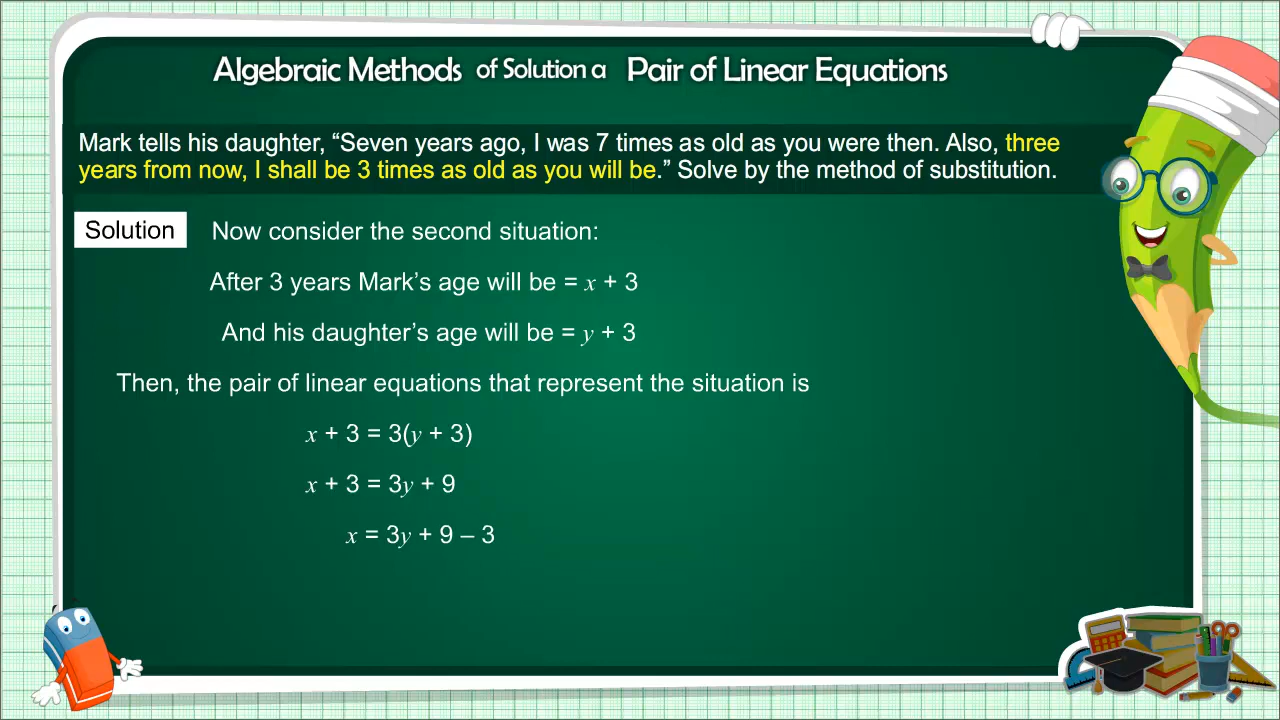 Algebraic Methods of Solution a Pair of Linear Equations
Mark tells his daughter, “Seven years ago, I was 7 times as old as you were then. Also, three
years from now, I shall be 3 times as old as you will be.” Solve by the method of substitution.
Solution Now consider the second situation:
After 3 years Mark’s age will be = x + 3
And his daughter’s age will be = y + 3
Then, the pair of linear equations that represent the situation is
x + 3 = 3(y + 3)
x + 3 = 3y + 9
x = 3y + 9 – 3